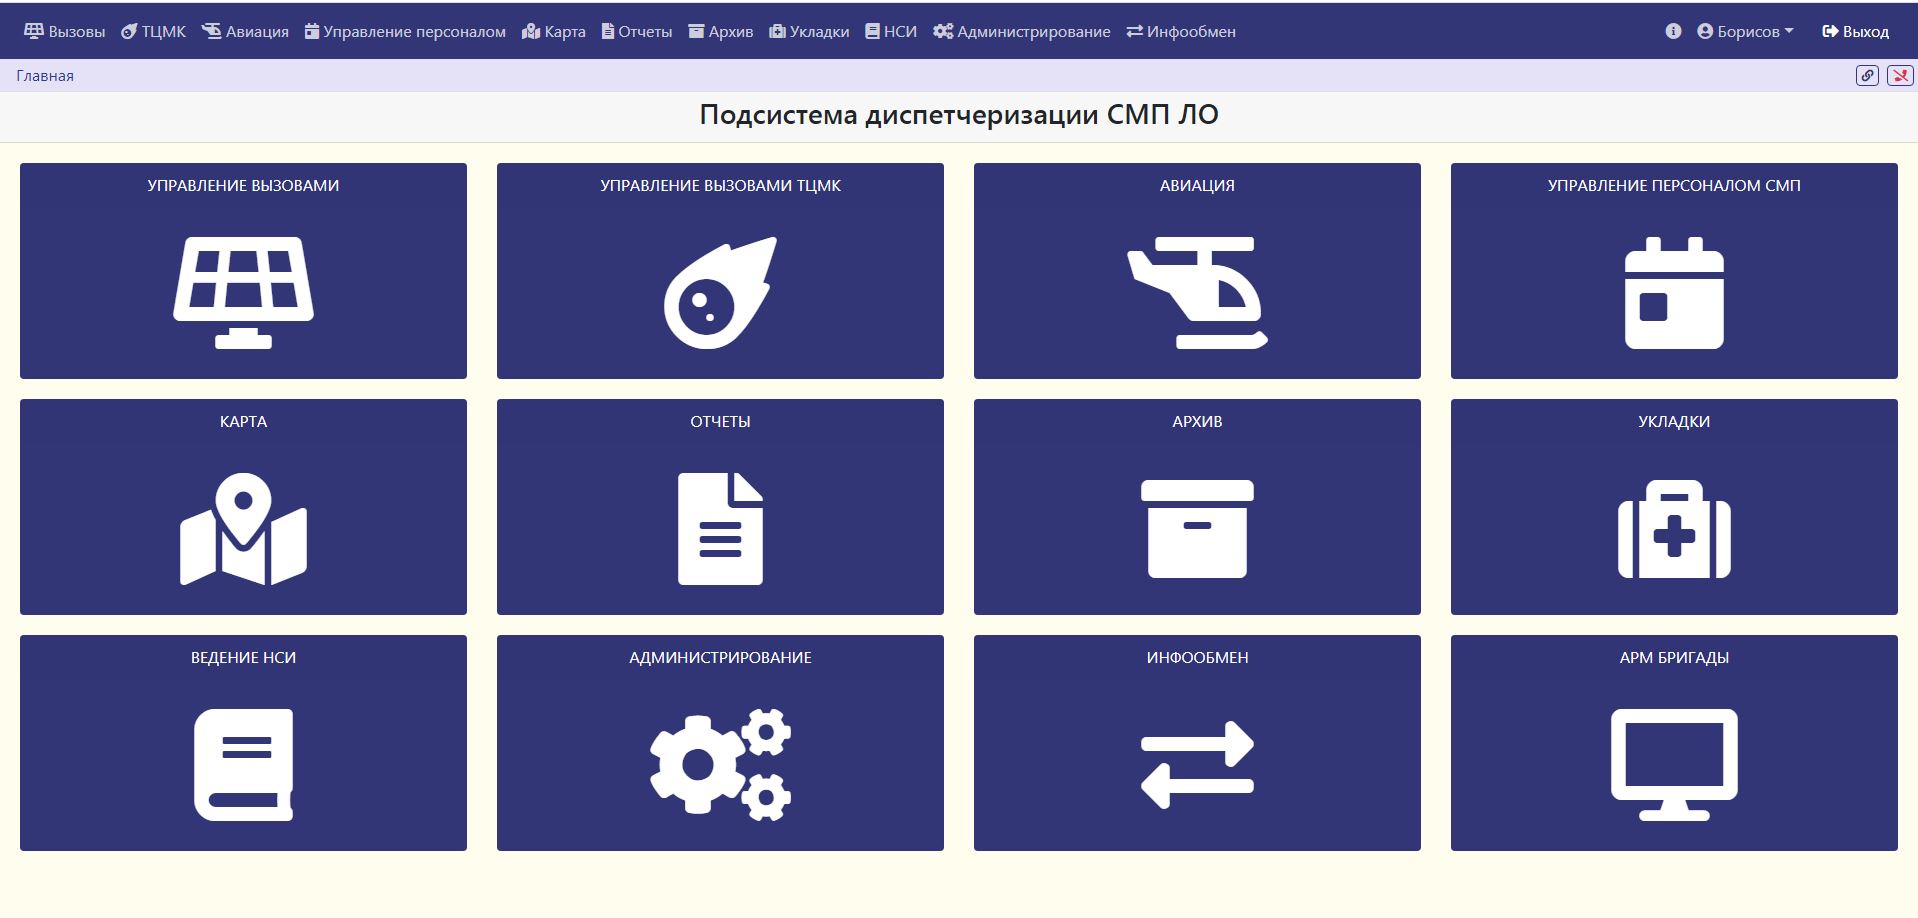 Вызовы ТЦМК Авиация Управление персоналом Карта Отчеты Архив Укладки НСИ Администрирование Инфообмен Борисов Выход
Главная
Подсистема диспетчеризации СМП ЛО
УПРАВЛЕНИЕ ВЫЗОВАМИ
УПРАВЛЕНИЕ ВЫЗОВАМИ ТЦМК
АВИАЦИЯ
УПРАВЛЕНИЕ ПЕРСОНАЛОМ СМП
КАРТА
ОТЧЕТЫ
АРХИВ
УКЛАДКИ
ВЕДЕНИЕ НСИ
АДМИНИСТРИРОВАНИЕ
ИНФООБМЕН
АРМ БРИГАДЫ